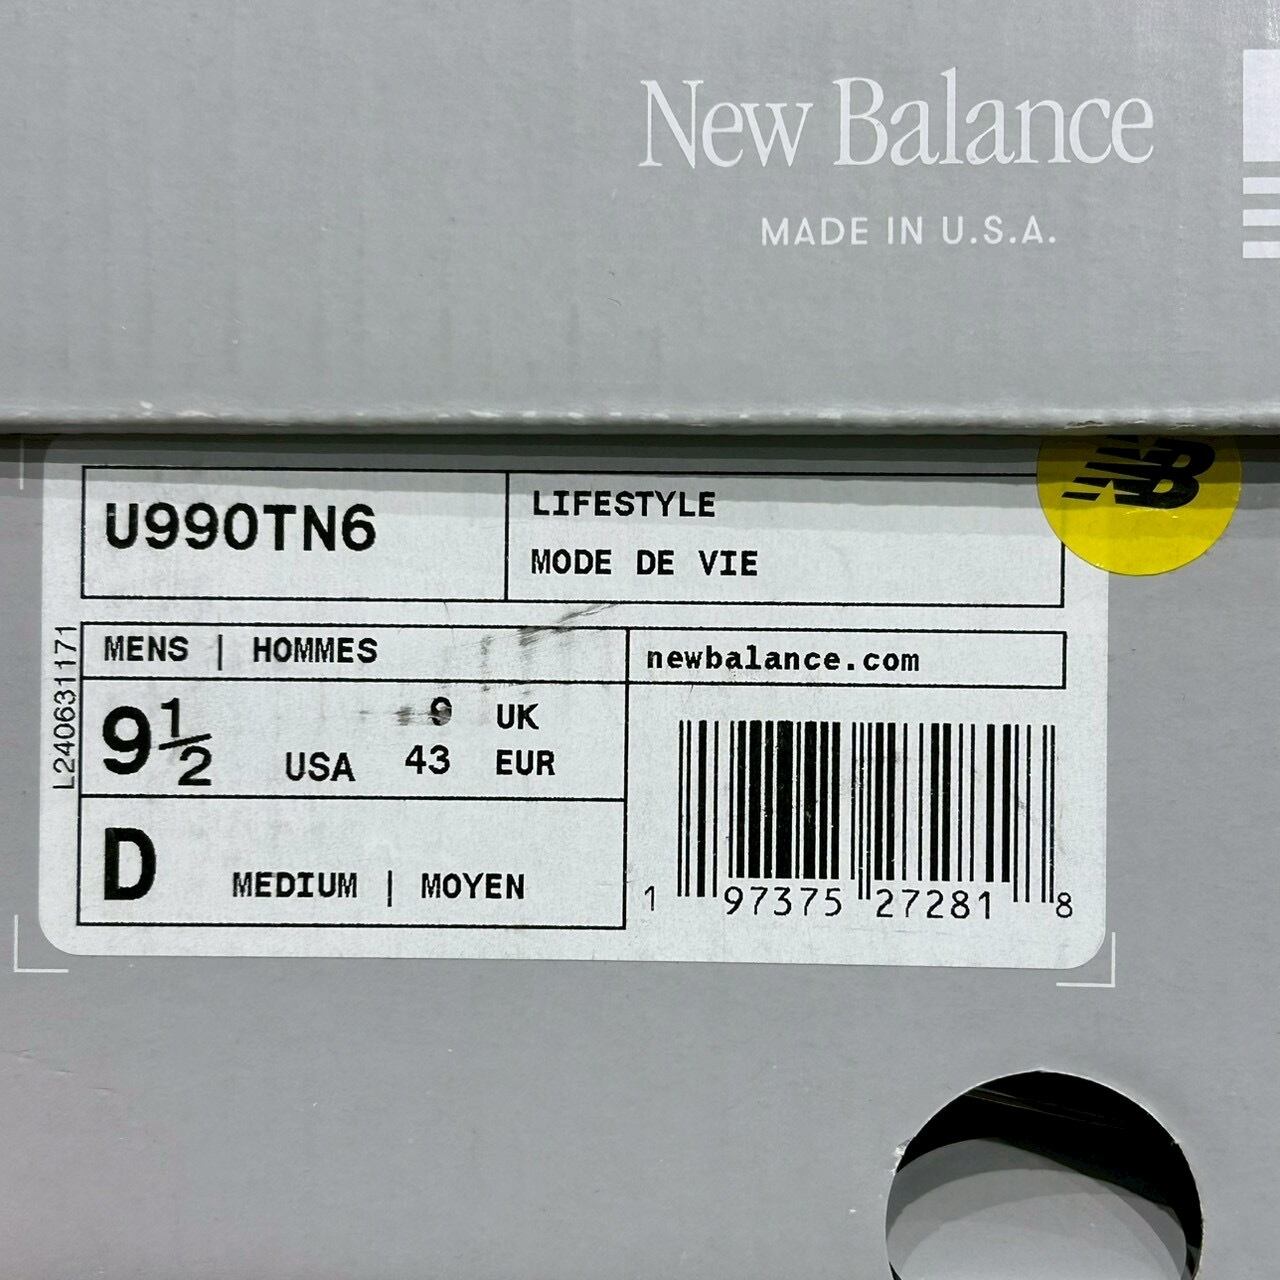 New Balance
MADE IN U.S.A.
NB
U990TN6
LIFESTYLE
MODE DE VIE
L240631171
MENS | HOMMES
newbalance.com
9½ USA
9 UK
43 EUR
D MEDIUM | MOYEN
1 97375 27281 8